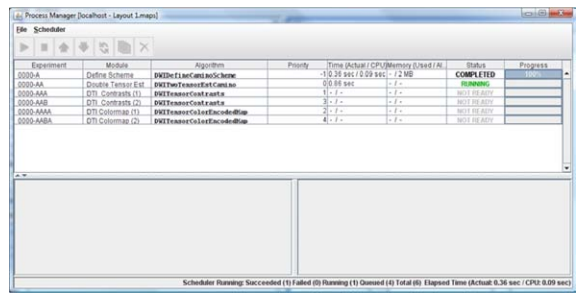 Process Manager [localhost - Layout 1.maps]
File Scheduler
Experiment Module Algorithm Priority Time (Actual / CPU) Memory (Used / Al... Status Progress
0000-A Define Scheme DWIDefineCaminoScheme -1 0.36 sec / 0.09 sec - / 2 MB COMPLETED 100%
0000-AA Double Tensor Est DWITwoTensorEstCamino 0 0.86 sec - / - RUNNING
0000-AAA DTI Contrasts (1) DWITensorContrasts 1 - / - - / - NOT READY
0000-AAB DTI Contrasts (2) DWITensorContrasts 3 - / - - / - NOT READY
0000-AAAA DTI Colormap (1) DWITensorColorEncodedMap 2 - / - - / - NOT READY
0000-AABA DTI Colormap (2) DWITensorColorEncodedMap 4 - / - - / - NOT READY
Scheduler Running: Succeeded (1) Failed (0) Running (1) Queued (4) Total (6) Elapsed Time (Actual: 0.36 sec / CPU: 0.09 sec)